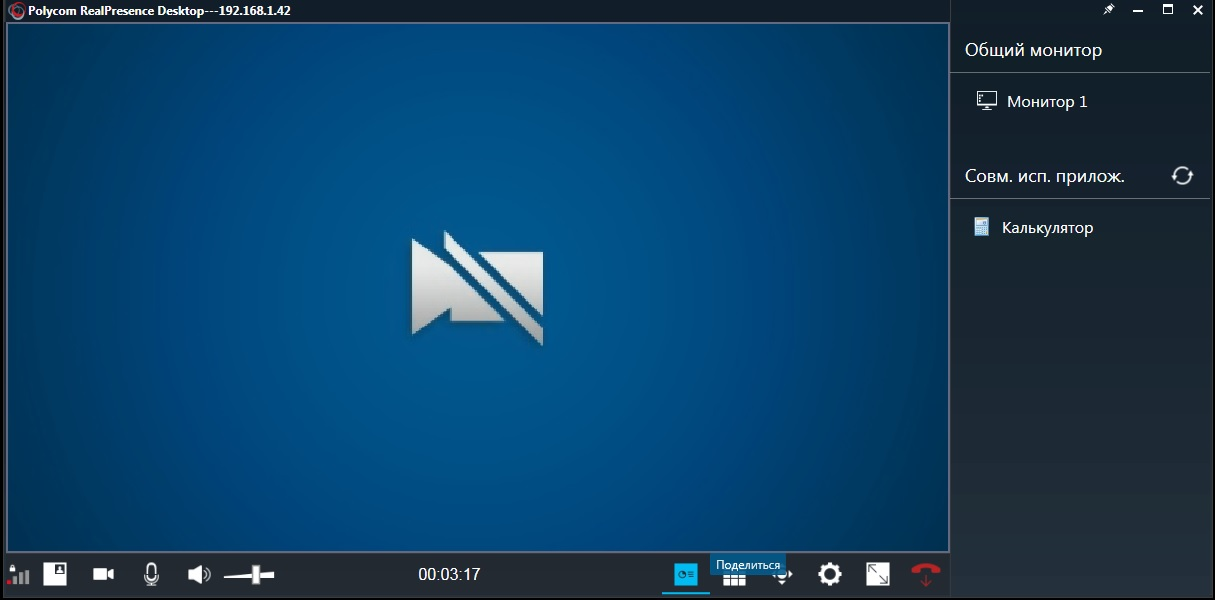 Polycom RealPresence Desktop---192.168.1.42
Общий монитор
Монитор 1
Совм. исп. прилож.
Калькулятор
00:03:17
Поделиться